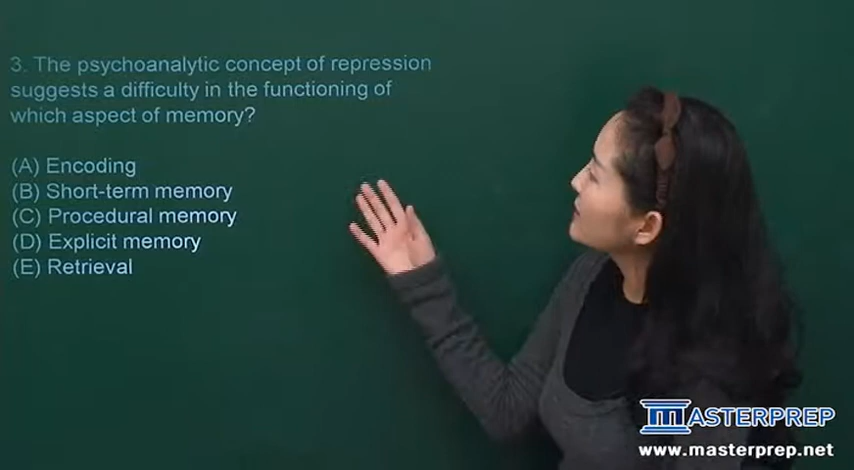 3. The psychoanalytic concept of repression
suggests a difficulty in the functioning of
which aspect of memory?
(A) Encoding
(B) Short-term memory
(C) Procedural memory
(D) Explicit memory
(E) Retrieval
MASTERPREP
www.masterprep.net